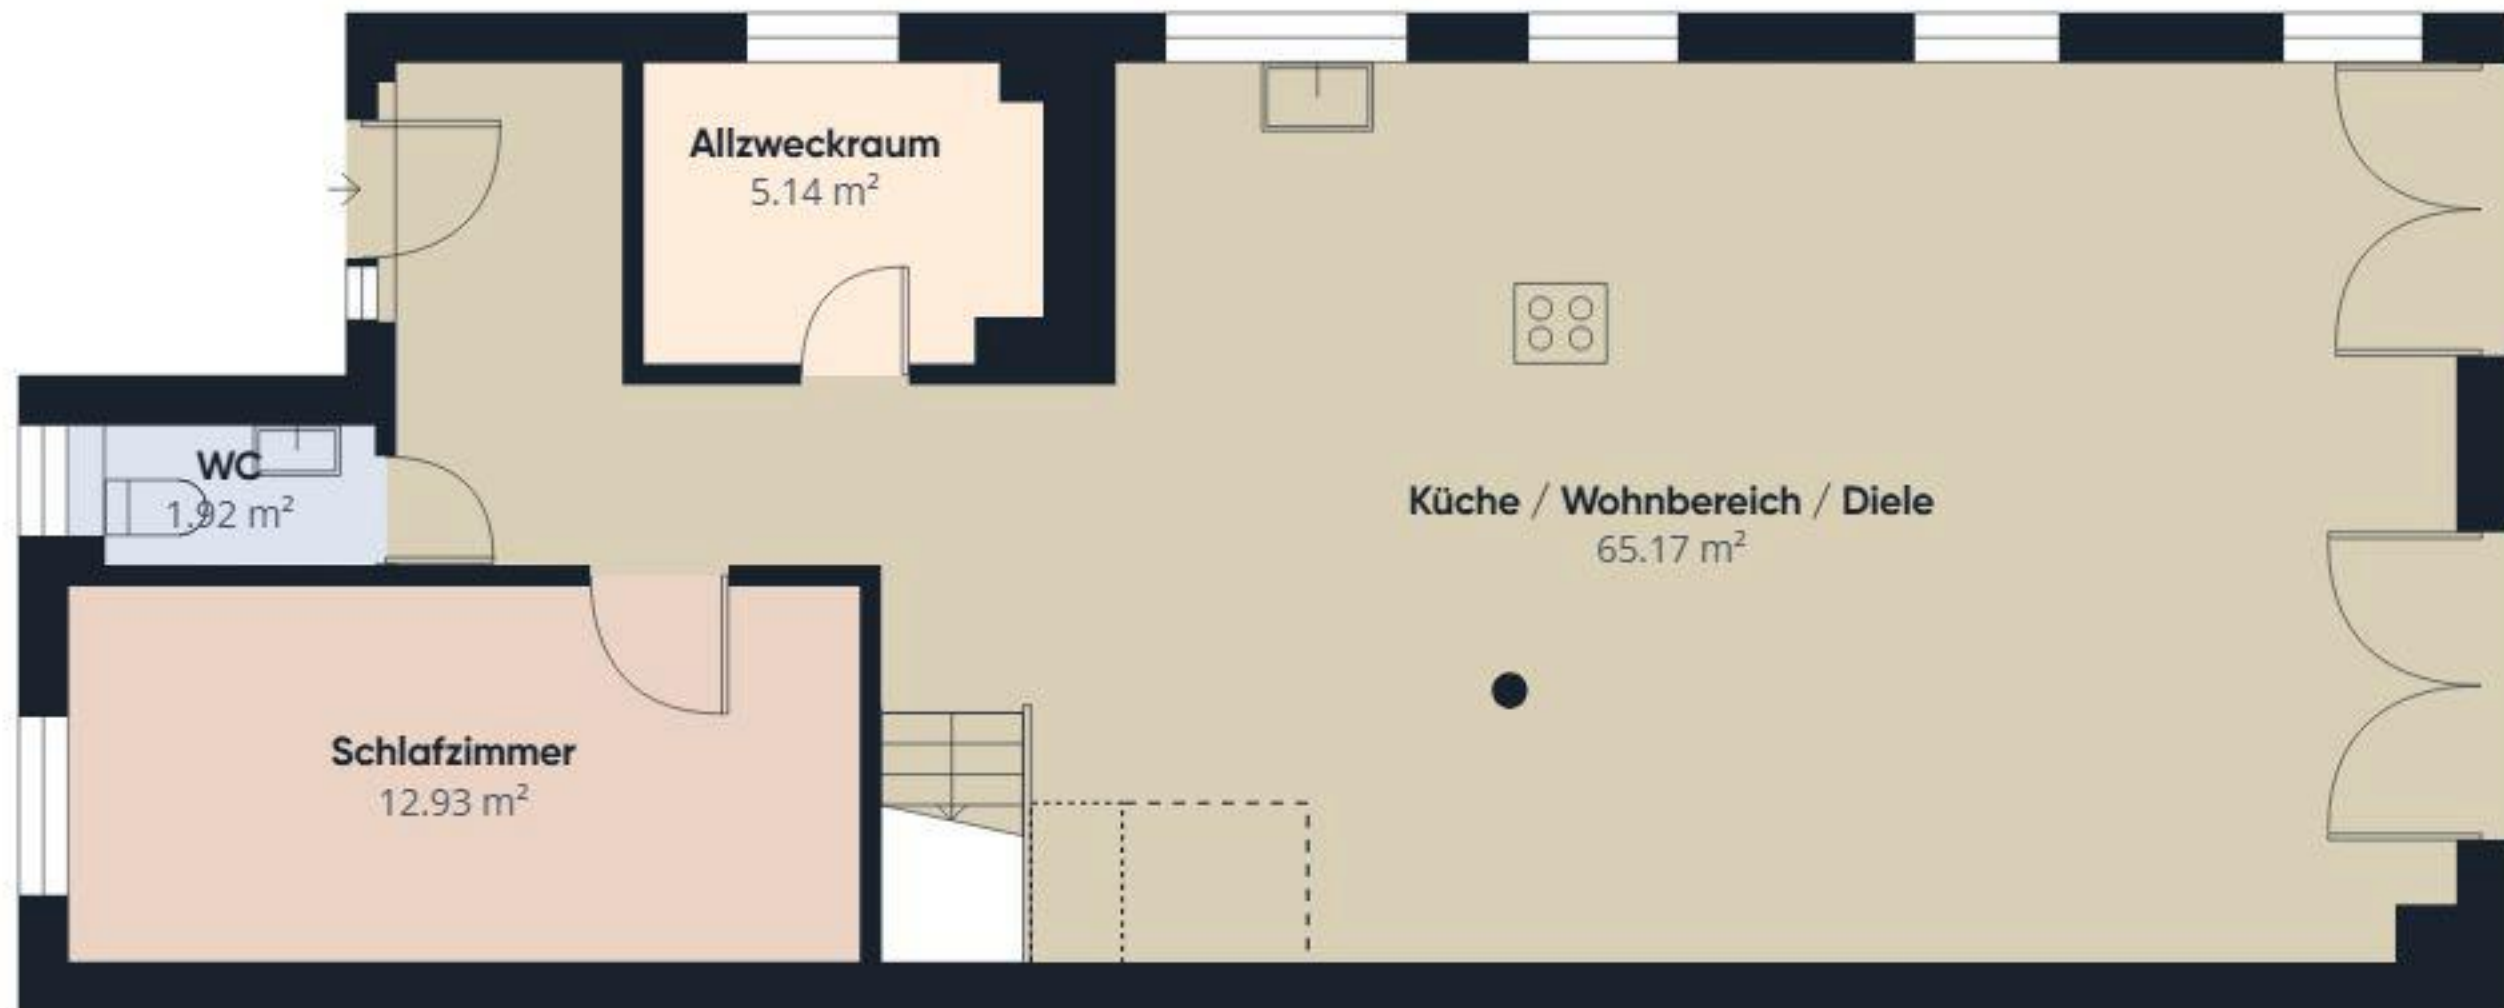 Allzweckraum
5.14 m²
WC
1.92 m²
Küche / Wohnbereich / Diele
65.17 m²
Schlafzimmer
12.93 m²